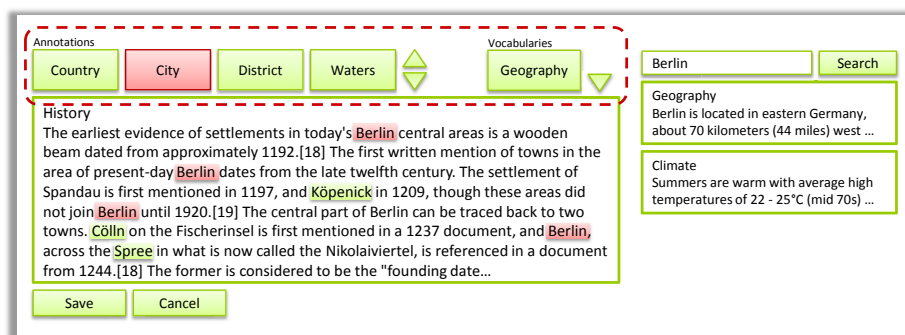 Annotations
Vocabularies
Country
City
District
Waters
Geography
Berlin
Search
History
The earliest evidence of settlements in today's Berlin central areas is a wooden
beam dated from approximately 1192.[18] The first written mention of towns in the
area of present-day Berlin dates from the late twelfth century. The settlement of
Spandau is first mentioned in 1197, and Köpenick in 1209, though these areas did
not join Berlin until 1920.[19] The central part of Berlin can be traced back to two
towns. Cölln on the Fischerinsel is first mentioned in a 1237 document, and Berlin,
across the Spree in what is now called the Nikolaiviertel, is referenced in a document
from 1244.[18] The former is considered to be the "founding date...
Geography
Berlin is located in eastern Germany,
about 70 kilometers (44 miles) west ...
Climate
Summers are warm with average high
temperatures of 22 - 25°C (mid 70s) ...
Save
Cancel